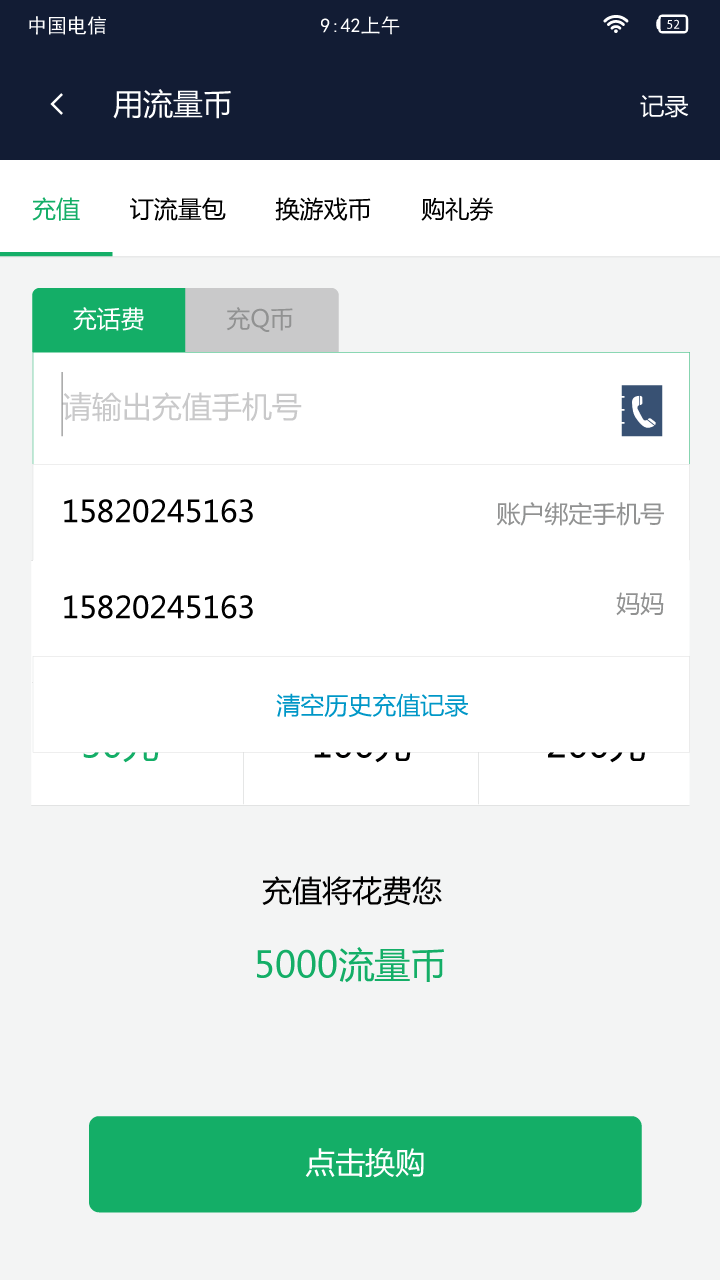 中国电信 9:42上午 52
用流量币 记录
充值 订流量包 换游戏币 购礼券
充话费 充Q币
请输出充值手机号
15820245163 账户绑定手机号
15820245163 妈妈
清空历史充值记录
充值将花费您
5000流量币
点击换购